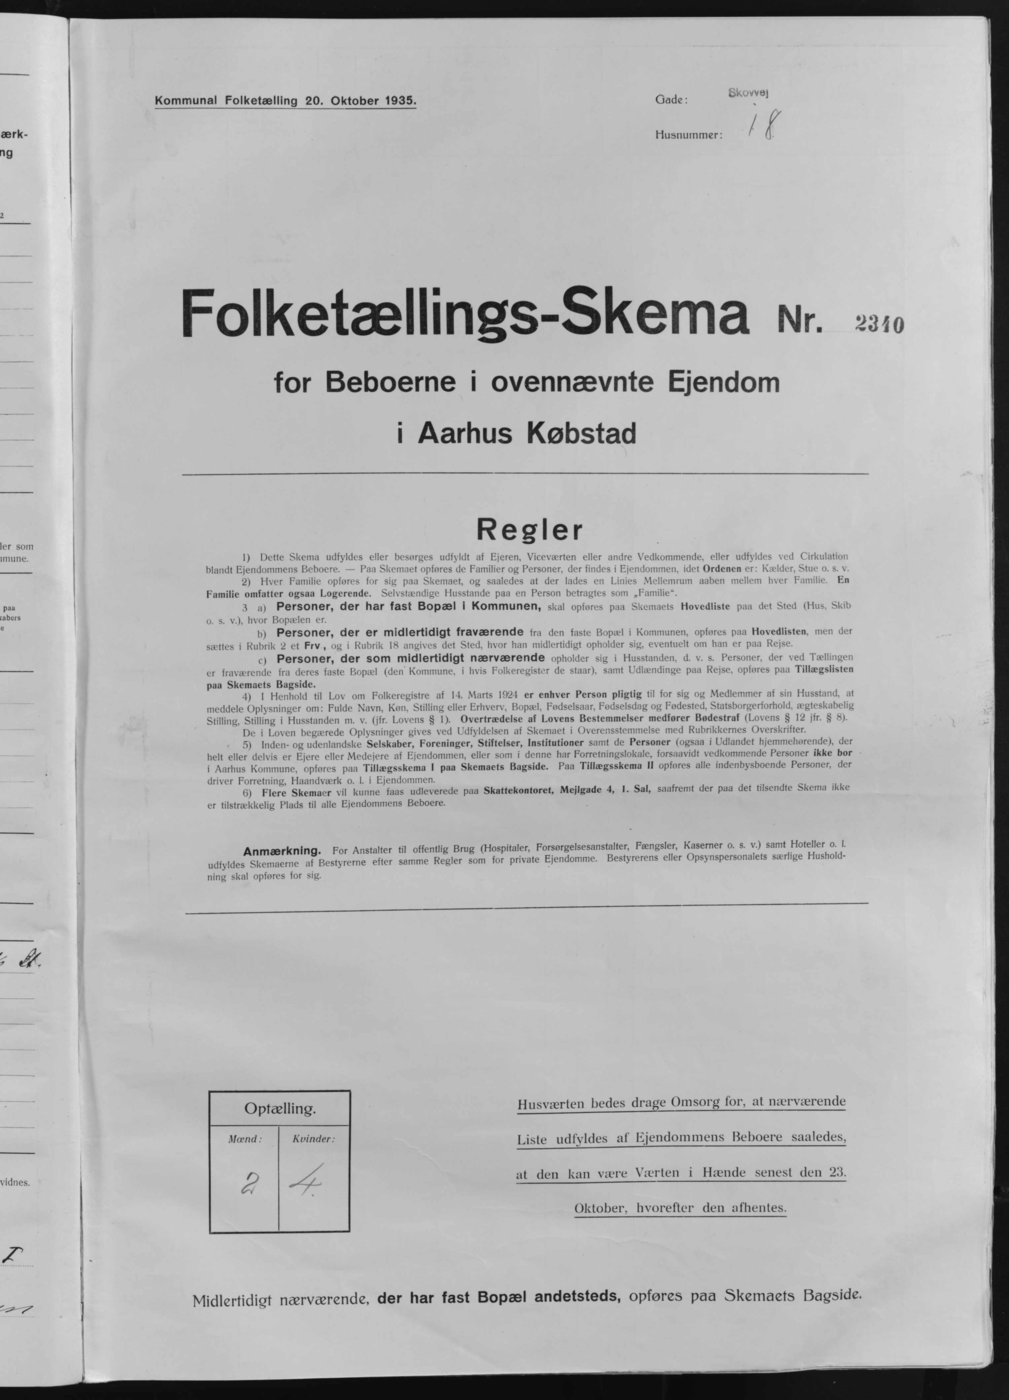 Kommunal Folketælling 20. Oktober 1935.
Gade: Skovvej
Husnummer: 18
Folketællings-Skema Nr. 2310
for Beboerne i ovennævnte Ejendom
i Aarhus Købstad
Regler
1) Dette Skema udfyldes eller besørges udfyldt af Ejeren, Viceværten eller andre Vedkommende, eller udfyldes ved Cirkulation
blandt Ejendommens Beboere. — Paa Skemaet opføres de Familier og Personer, der findes i Ejendommen, idet Ordenen er: Kælder, Stue o. s. v.
2) Hver Familie opføres for sig paa Skemaet, og saaledes at der lades en Linies Mellemrum aaben mellem hver Familie. En
Familie omfatter ogsaa Logerende. Selvstændige Husstande paa en Person betragtes som „Familie“.
3 a) Personer, der har fast Bopæl i Kommunen, skal opføres paa Skemaets Hovedliste paa det Sted (Hus, Skib
o. s. v.), hvor Bopælen er.
b) Personer, der er midlertidigt fraværende fra den faste Bopæl i Kommunen, opføres paa Hovedlisten, men der
sættes i Rubrik 2 et Frv, og i Rubrik 18 angives det Sted, hvor han midlertidigt opholder sig, eventuelt om han er paa Rejse.
c) Personer, der som midlertidigt nærværende opholder sig i Husstanden, d. v. s. Personer, der ved Tællingen
er fraværende fra deres faste Bopæl (den Kommune, i hvis Folkeregister de staar), samt Udlændinge paa Rejse, opføres paa Tillægslisten
paa Skemaets Bagside.
4) I Henhold til Lov om Folkeregistre af 14. Marts 1924 er enhver Person pligtig til for sig og Medlemmer af sin Husstand, at
meddele Oplysninger om: Fulde Navn, Køn, Stilling eller Erhverv, Bopæl, Fødselsaar, Fødselsdag og Fødested, Statsborgerforhold, ægteskabelig
Stilling, Stilling i Husstanden m. v. (jfr. Lovens § 1). Overtrædelse af Lovens Bestemmelser medfører Bødestraf (Lovens § 12 jfr. § 8).
De i Loven begærede Oplysninger gives ved Udfyldelsen af Skemaet i Overensstemmelse med Rubrikkernes Overskrifter.
5) Inden- og udenlandske Selskaber, Foreninger, Stiftelser, Institutioner samt de Personer (ogsaa i Udlandet hjemmehørende), der
helt eller delvis er Ejere eller Medejere af Ejendommen, eller som i denne har Forretningslokale, forsaavidt vedkommende Personer ikke bor
i Aarhus Kommune, opføres paa Tillægsskema I paa Skemaets Bagside. Paa Tillægsskema II opføres alle indenbysboende Personer, der
driver Forretning, Haandværk o. l. i Ejendommen.
6) Flere Skemaer vil kunne faas udleverede paa Skattekontoret, Mejlgade 4, 1. Sal, saafremt der paa det tilsendte Skema ikke
er tilstrækkelig Plads til alle Ejendommens Beboere.
Anmærkning. For Anstalter til offentlig Brug (Hospitaler, Forsørgelsesanstalter, Fængsler, Kaserner o. s. v.) samt Hoteller o. l.
udfyldes Skemaerne af Bestyrerne efter samme Regler som for private Ejendomme. Bestyrerens eller Opsynspersonalets særlige Hushold-
ning skal opføres for sig.
Optælling.
Mænd: Kvinder:
2 4
Husværten bedes drage Omsorg for, at nærværende
Liste udfyldes af Ejendommens Beboere saaledes,
at den kan være Værten i Hænde senest den 23.
Oktober, hvorefter den afhentes.
Midlertidigt nærværende, der har fast Bopæl andetsteds, opføres paa Skemaets Bagside.
ærk-
ng
2
ler som
mune.
paa
kabers
e
St.
vidnes.
I